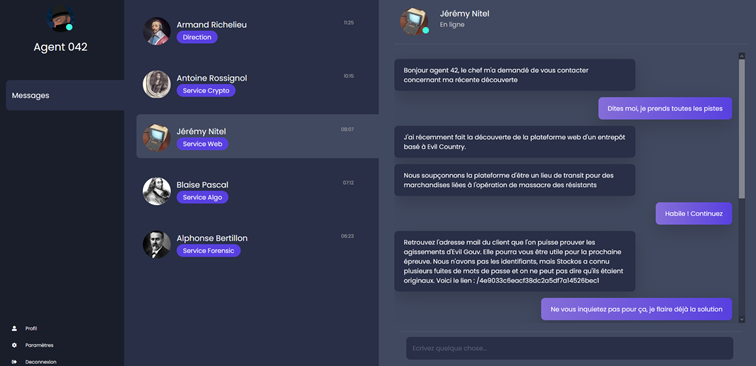 Agent 042
Messages
Profil
Paramètres
Deconnexion
Armand Richelieu
11:25
Direction
Antoine Rossignol
10:15
Service Crypto
Jérémy Nitel
08:07
Service Web
Blaise Pascal
07:12
Service Algo
Alphonse Bertillon
06:23
Service Forensic
Jérémy Nitel
En ligne
Bonjour agent 42, le chef m'a demandé de vous contacter
concernant ma récente découverte
Dites moi, je prends toutes les pistes
J'ai récemment fait la découverte de la plateforme web d'un entrepôt
basé à Evil Country.
Nous soupçonnons la plateforme d'être un lieu de transit pour des
marchandises liées à l'opération de massacre des résistants
Habile ! Continuez
Retrouvez l'adresse mail du client que l'on puisse prouver les
agissements d'Evil Gouv. Elle pourra vous être utile pour la prochaine
épreuve. Nous n'avons pas les identifiants, mais Stockos a connu
plusieurs fuites de mots de passe et on ne peut pas dire qu'ils étaient
originaux. Voici le lien : /4e9033c6eacf38dc2a5df7a14526bec1
Ne vous inquietez pas pour ça, je flaire déjà la solution
Ecrivez quelque chose...